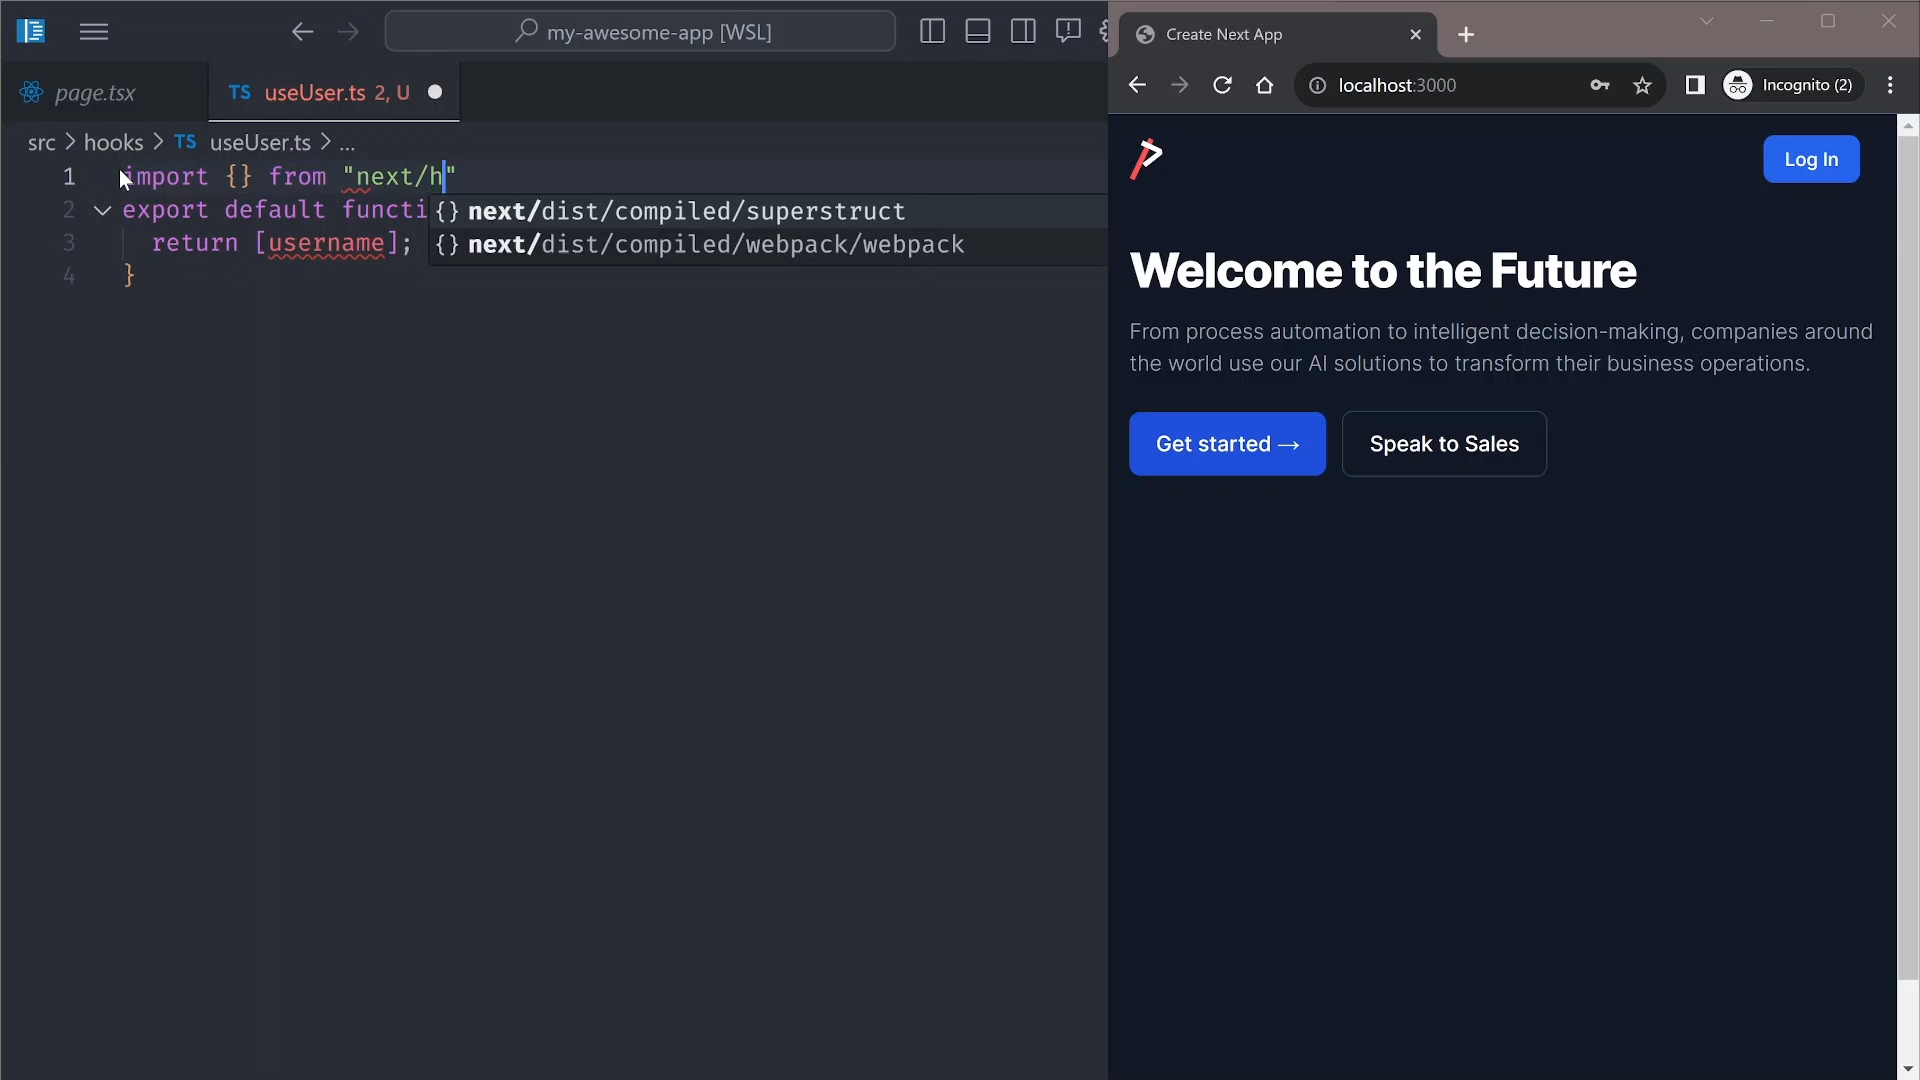 my-awesome-app [WSL]
page.tsx
TS useUser.ts 2, U
src > hooks > TS useUser.ts > ...
1 import {} from "next/h"
2 export default functi
3 return [username];
4 }
{} next/dist/compiled/superstruct
{} next/dist/compiled/webpack/webpack
Create Next App
localhost:3000
Incognito (2)
Log In
Welcome to the Future
From process automation to intelligent decision-making, companies around
the world use our AI solutions to transform their business operations.
Get started →
Speak to Sales